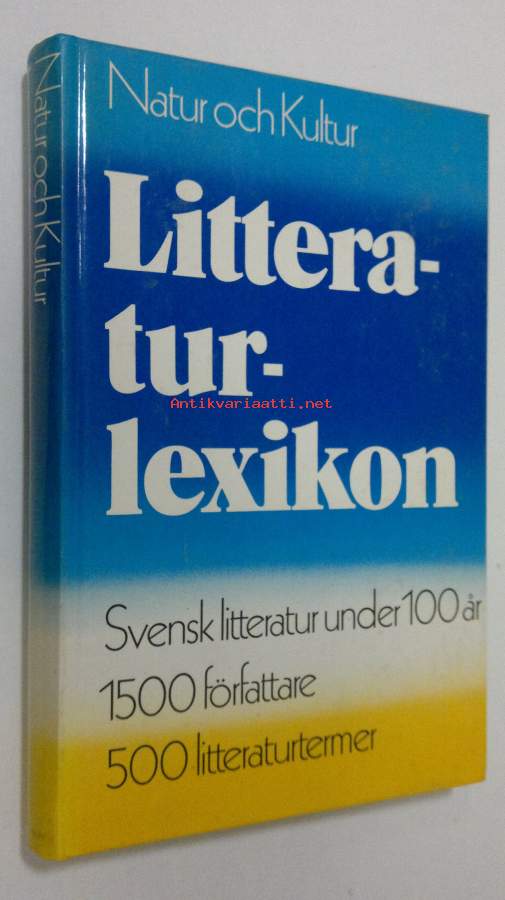 Natur och Kultur
Natur och Kultur
Littera-
tur-
Antikvariaatti.net
lexikon
Svensk litteratur under 100 år
1500 författare
500 litteraturtermer